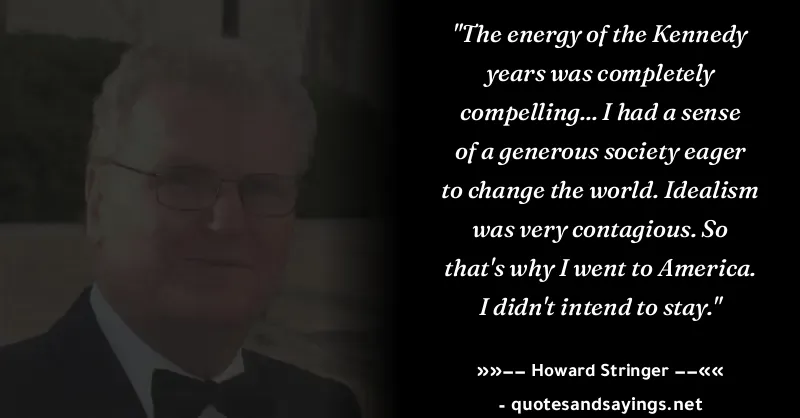 "The energy of the Kennedy
years was completely
compelling... I had a sense
of a generous society eager
to change the world. Idealism
was very contagious. So
that's why I went to America.
I didn't intend to stay."
»»−− Howard Stringer −−««
- quotesandsayings.net